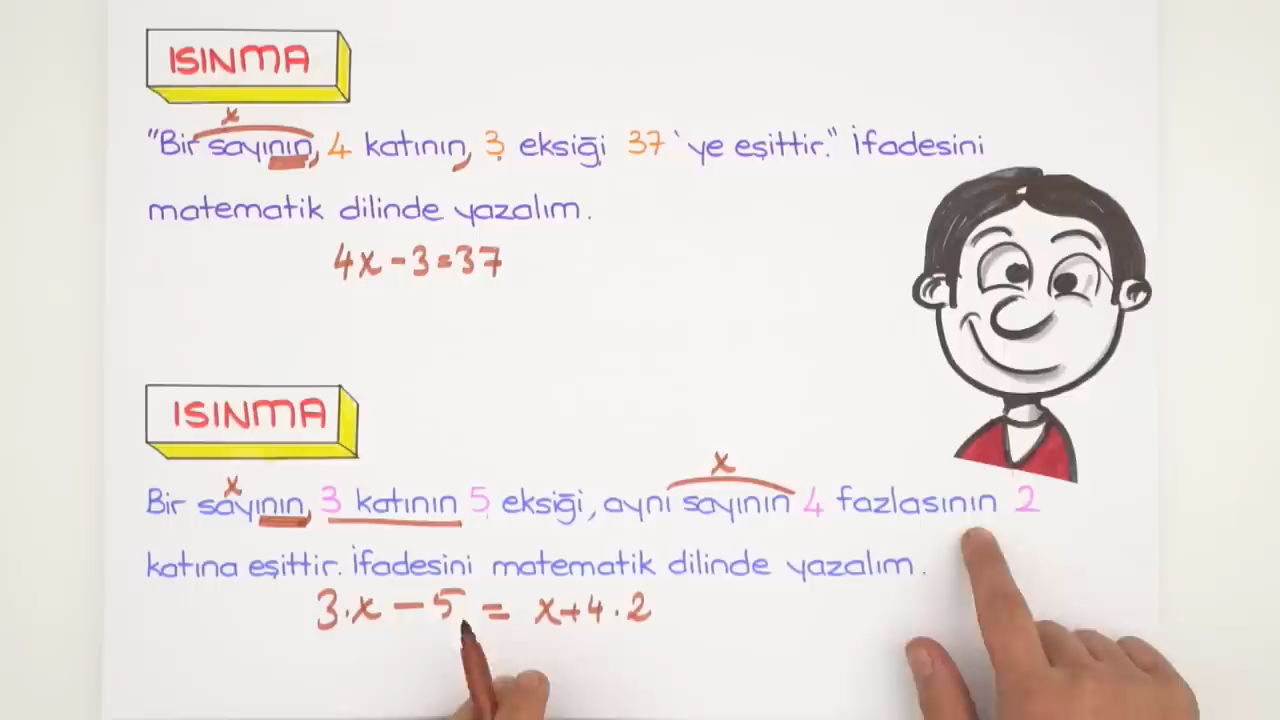 ISINMA
x
"Bir sayının, 4 katının, 3 eksiği 37 'ye eşittir." İfadesini
matematik dilinde yazalım.
4x - 3 = 37
ISINMA
x x
Bir sayının, 3 katının 5 eksiği, aynı sayının 4 fazlasının 2
katına eşittir. İfadesini matematik dilinde yazalım.
3.x - 5 = x+4.2